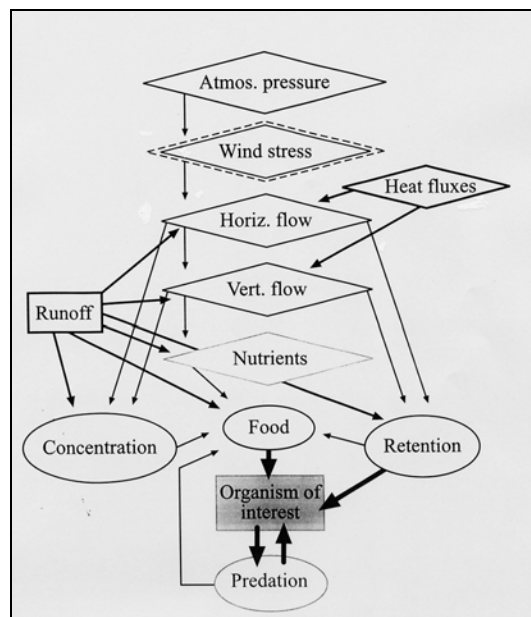 Atmos. pressure
Wind stress
Heat fluxes
Horiz. flow
Vert. flow
Runoff
Nutrients
Food
Concentration
Retention
Organism of
interest
Predation